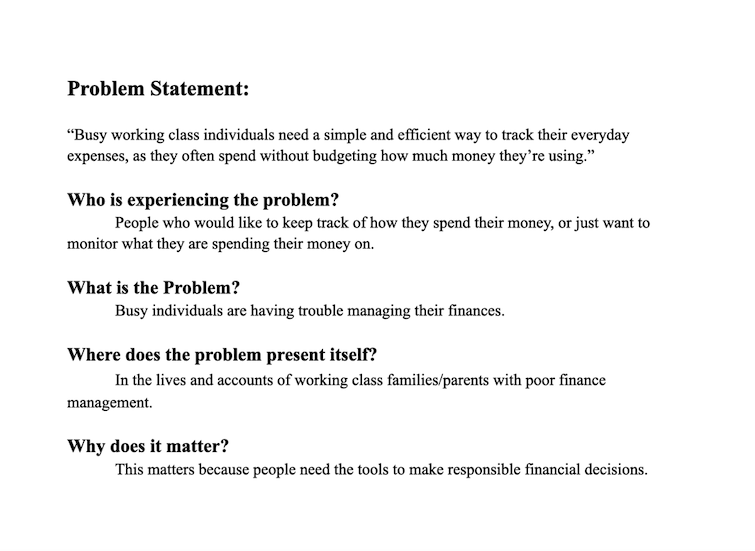 Problem Statement:
“Busy working class individuals need a simple and efficient way to track their everyday
expenses, as they often spend without budgeting how much money they’re using.”
Who is experiencing the problem?
People who would like to keep track of how they spend their money, or just want to
monitor what they are spending their money on.
What is the Problem?
Busy individuals are having trouble managing their finances.
Where does the problem present itself?
In the lives and accounts of working class families/parents with poor finance
management.
Why does it matter?
This matters because people need the tools to make responsible financial decisions.